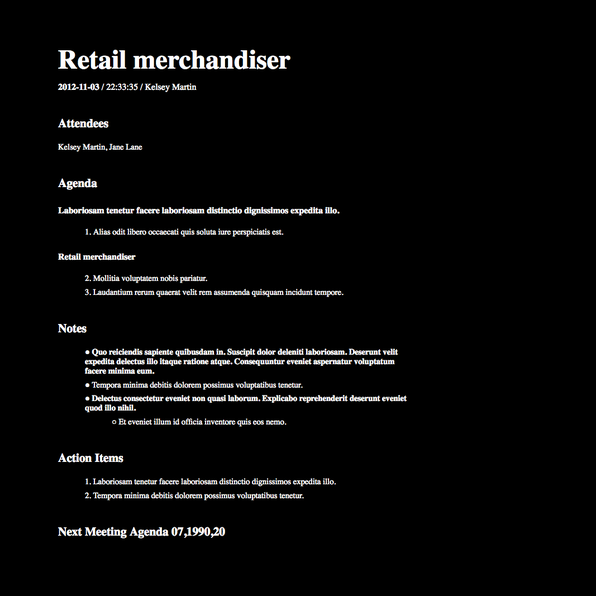 Retail merchandiser
2012-11-03 / 22:33:35 / Kelsey Martin
Attendees
Kelsey Martin, Jane Lane
Agenda
Laboriosam tenetur facere laboriosam distinctio dignissimos expedita illo.
1. Alias odit libero occaecati quis soluta iure perspiciatis est.
Retail merchandiser
2. Mollitia voluptatem nobis pariatur.
3. Laudantium rerum quaerat velit rem assumenda quisquam incidunt tempore.
Notes
● Quo reiciendis sapiente quibusdam in. Suscipit dolor deleniti laboriosam. Deserunt velit
expedita delectus illo itaque ratione atque. Consequuntur eveniet aspernatur voluptatum
facere minima eum.
● Tempora minima debitis dolorem possimus voluptatibus tenetur.
● Delectus consectetur eveniet non quasi laborum. Explicabo reprehenderit deserunt eveniet
quod illo nihil.
○ Et eveniet illum id officia inventore quis eos nemo.
Action Items
1. Laboriosam tenetur facere laboriosam distinctio dignissimos expedita illo.
2. Tempora minima debitis dolorem possimus voluptatibus tenetur.
Next Meeting Agenda 07,1990,20